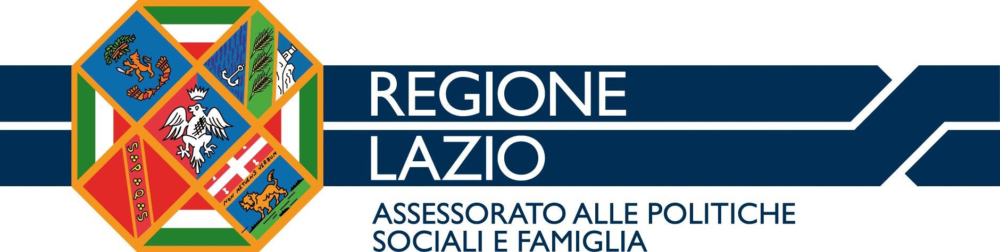 REGIONE
LAZIO
ASSESSORATO ALLE POLITICHE
SOCIALI E FAMIGLIA
S P Q S
NON METUENS VERBUM